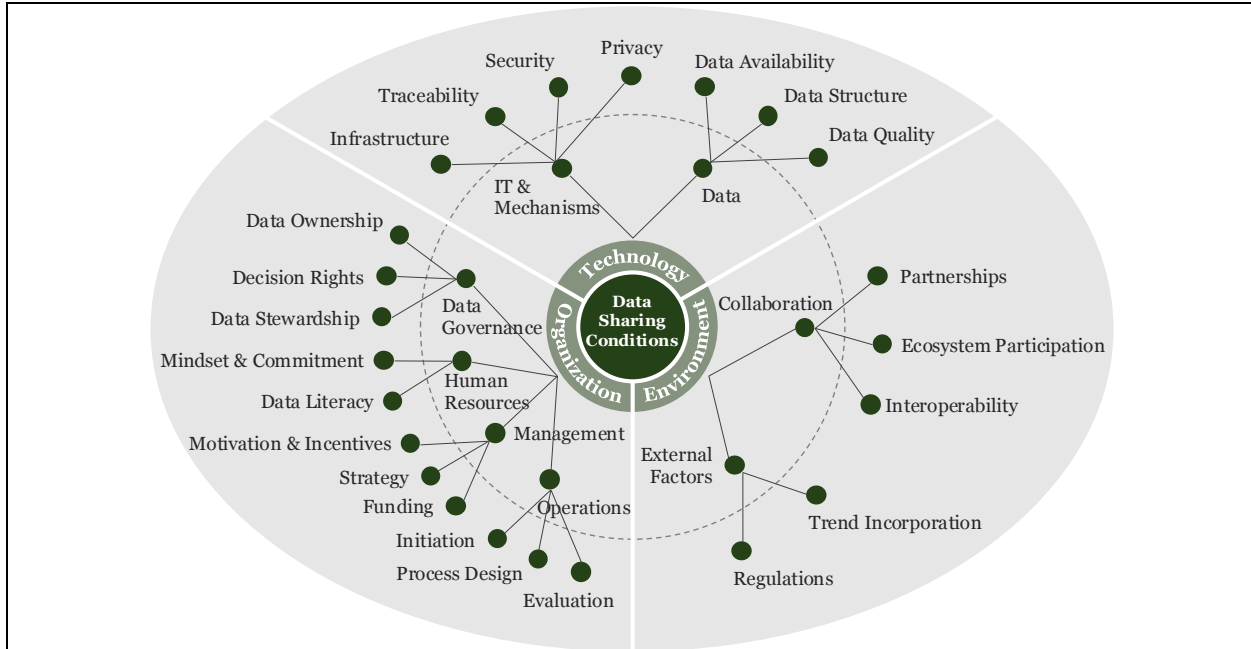 Privacy
Security
Data Availability
Traceability
Data Structure
Infrastructure
Data Quality
IT &
Mechanisms
Data
Data Ownership
Decision Rights
Data Stewardship
Data
Governance
Mindset & Commitment
Data Literacy
Human
Resources
Motivation & Incentives
Strategy
Funding
Management
Initiation
Process Design
Evaluation
Operations
Technology
Organization
Environment
Data
Sharing
Conditions
Collaboration
Partnerships
Ecosystem Participation
Interoperability
External
Factors
Trend Incorporation
Regulations